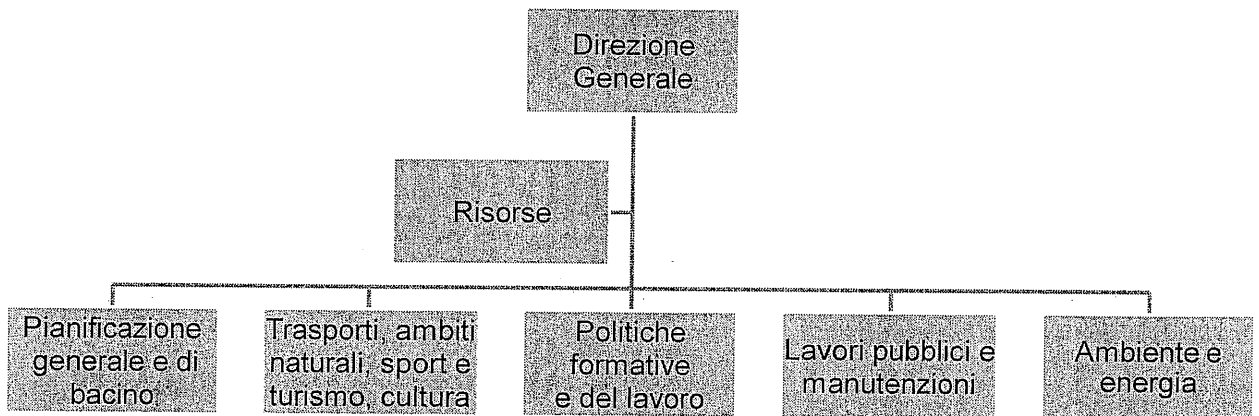 Direzione
Generale
Risorse
Pianificazione
generale e di
bacino
Trasporti, ambiti
naturali, sport e
turismo, cultura
Politiche
formative
e del lavoro
Lavori pubblici e
manutenzioni
Ambiente e
energia